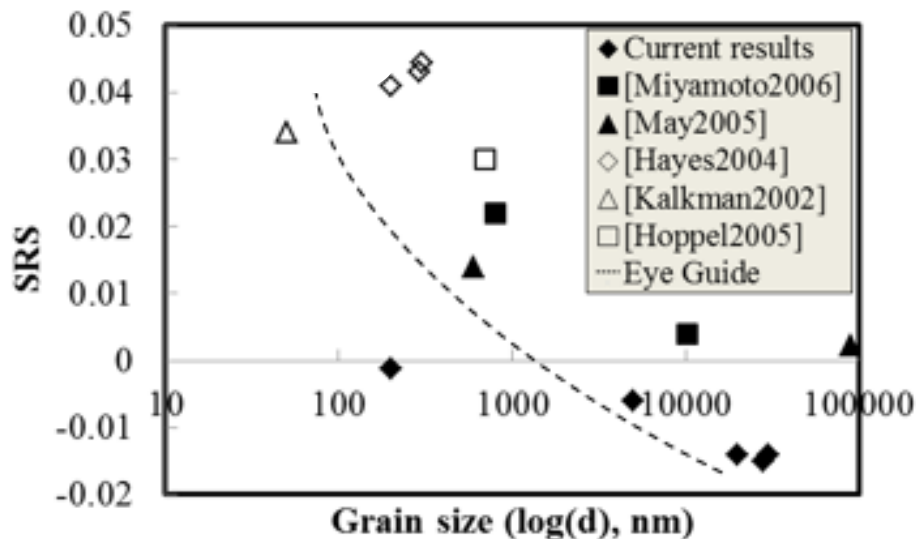 0.05
0.04
0.03
0.02
0.01
0
-0.01
-0.02
SRS
10
100
1000
10000
100000
Grain size (log(d), nm)
Current results
[Miyamoto2006]
[May2005]
[Hayes2004]
[Kalkman2002]
[Hoppel2005]
Eye Guide